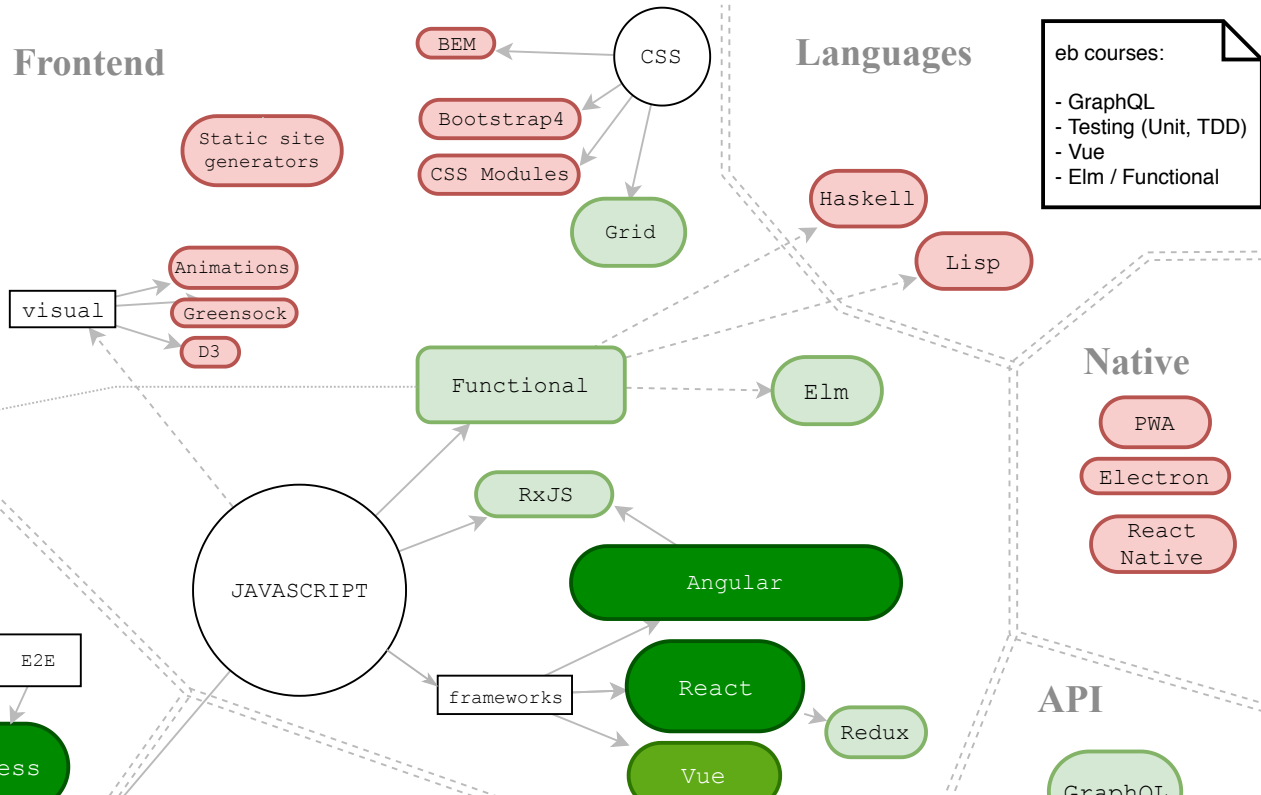 Frontend
BEM
CSS
Languages
eb courses:
- GraphQL
- Testing (Unit, TDD)
- Vue
- Elm / Functional
Static site
generators
Bootstrap4
CSS Modules
Grid
Haskell
Lisp
visual
Animations
Greensock
D3
Functional
Elm
Native
PWA
Electron
React
Native
RxJS
JAVASCRIPT
Angular
frameworks
React
Redux
Vue
E2E
ess
API
GraphQL